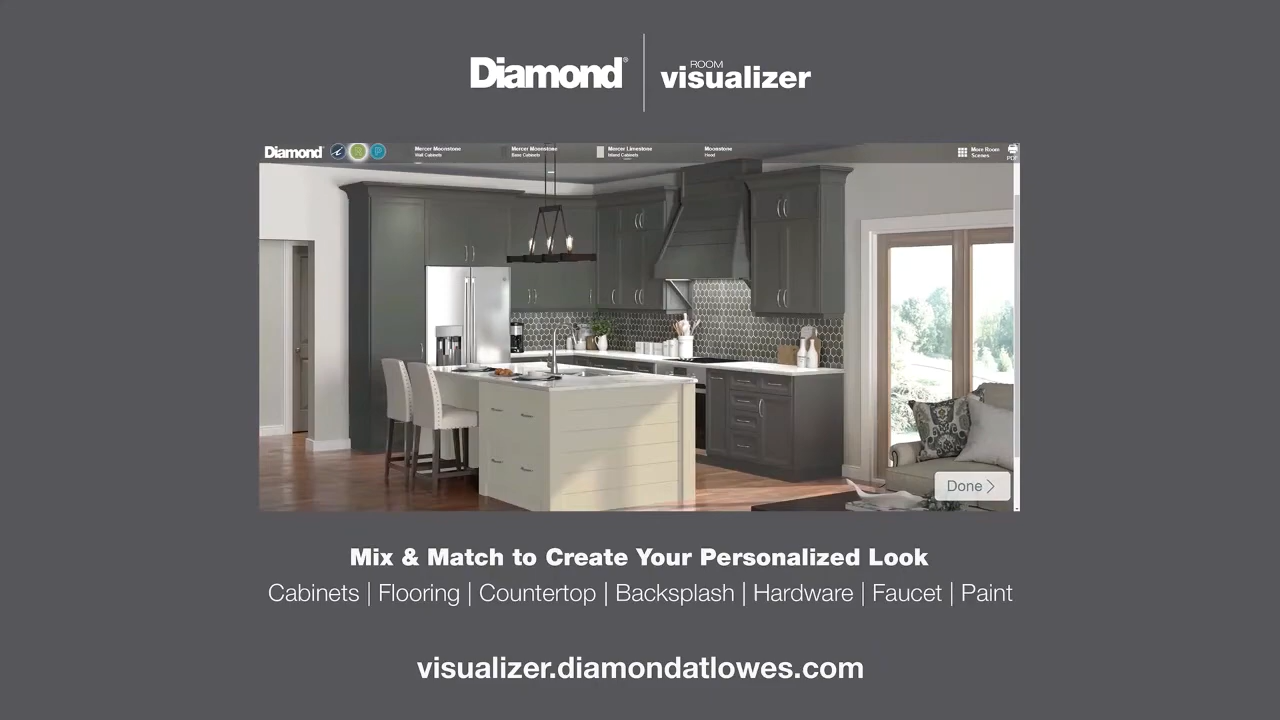 Diamond® | ROOM visualizer
Diamond
Mercer Moonstone
Wall Cabinets
Mercer Moonstone
Base Cabinets
Mercer Limestone
Island Cabinets
Moonstone
Hood
More Room
Scenes
PDF
Done >
Mix & Match to Create Your Personalized Look
Cabinets | Flooring | Countertop | Backsplash | Hardware | Faucet | Paint
visualizer.diamondatlowes.com